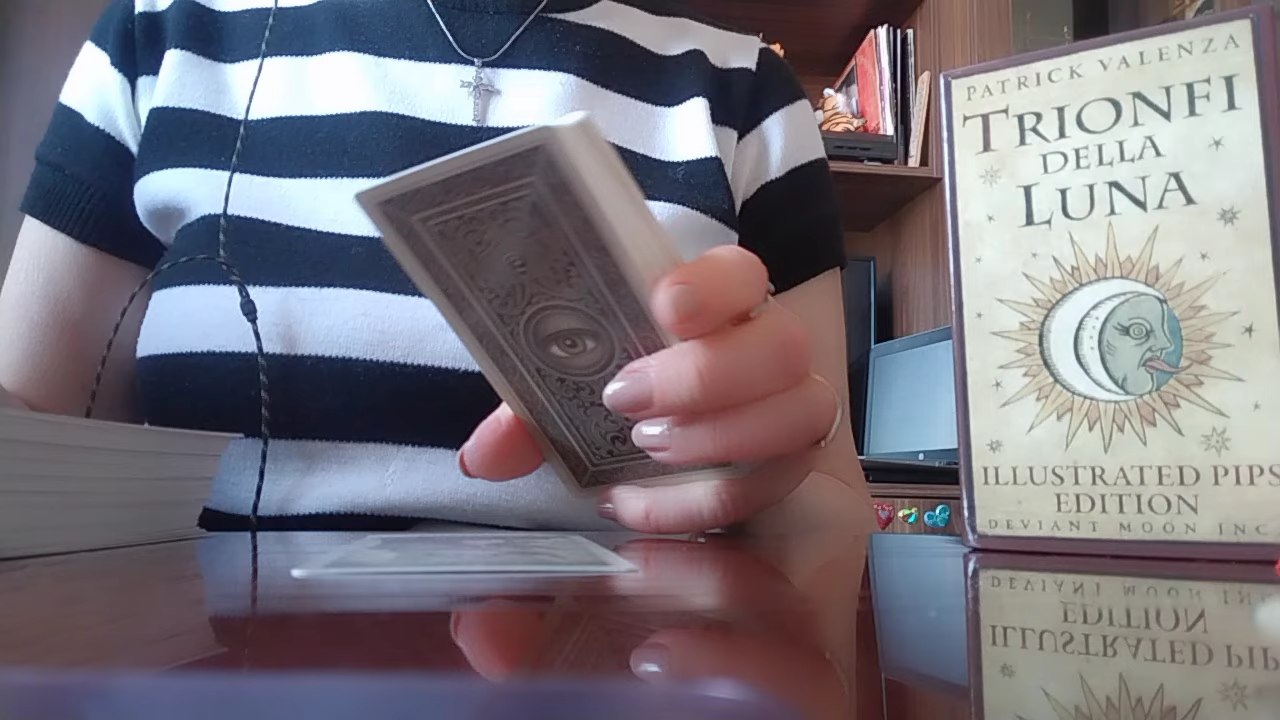 PATRICK VALENZA
TRIONFI
DELLA
LUNA
ILLUSTRATED PIPS
EDITION
DEVIANT MOON INC